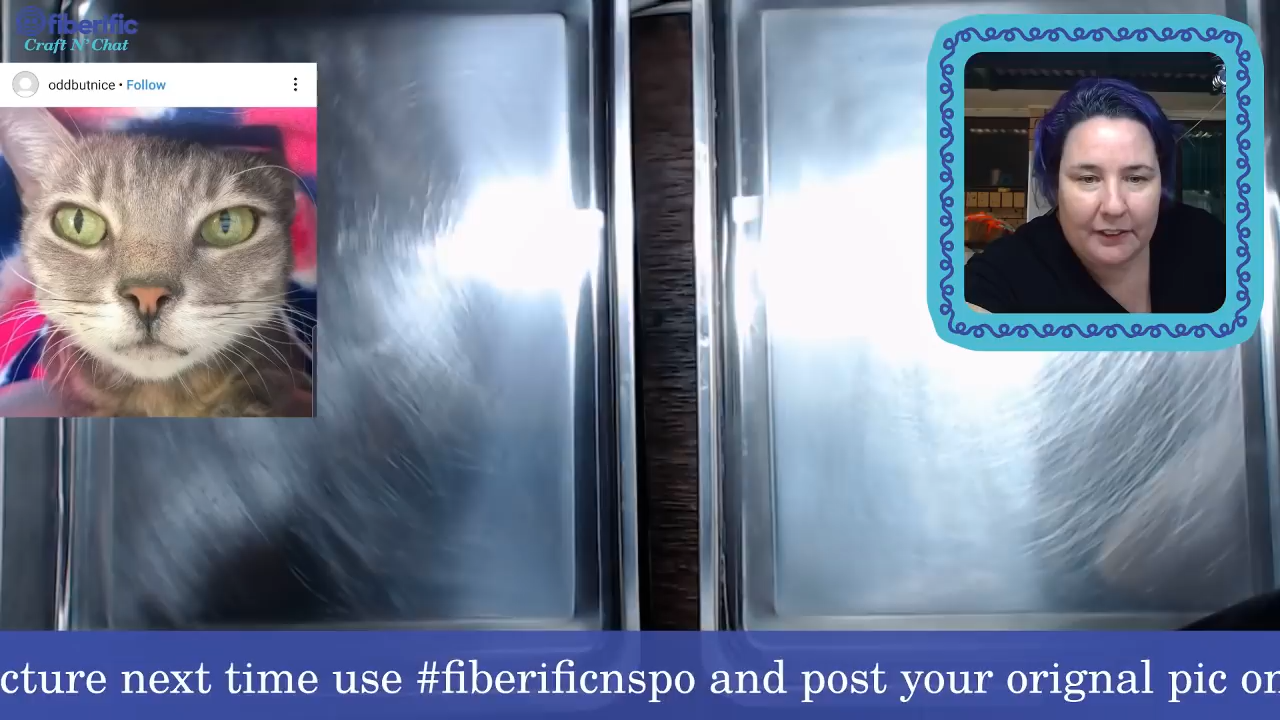 fiberific
Craft N' Chat
oddbutnice • Follow
cture next time use #fiberificnspo and post your orignal pic on